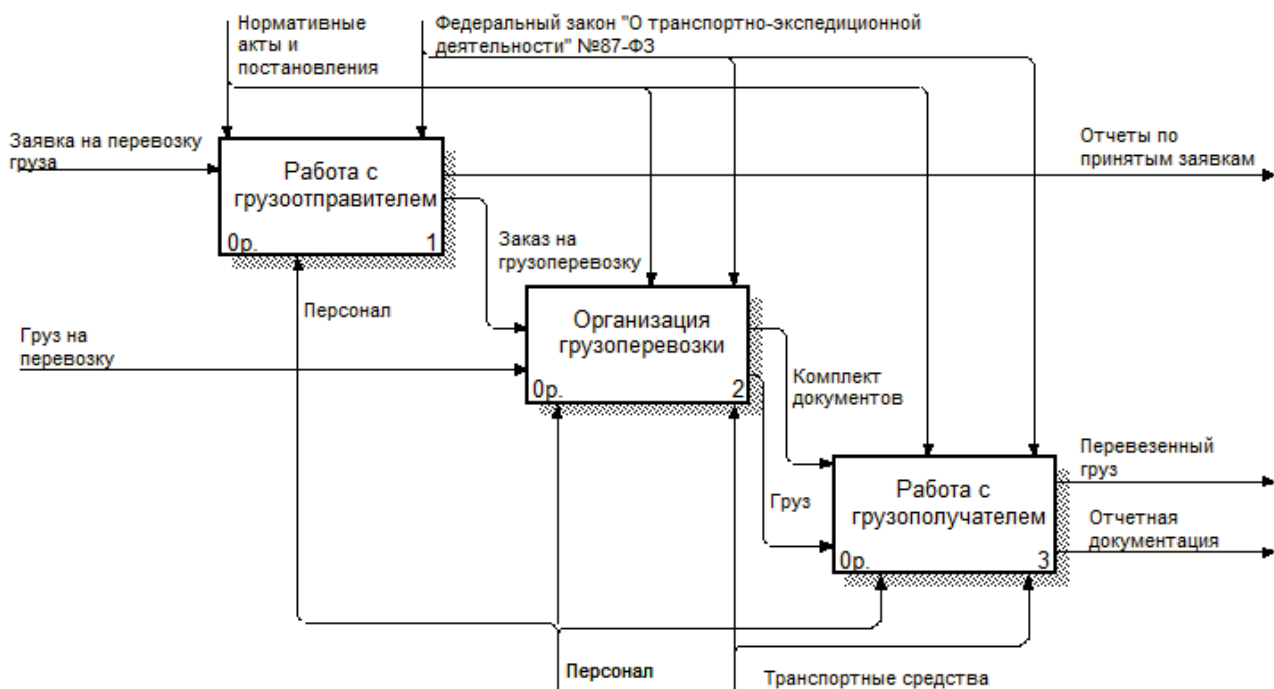 Нормативные
акты и
постановления
Федеральный закон "О транспортно-экспедиционной
деятельности" №87-ФЗ
Заявка на перевозку
груза
Работа с
грузоотправителем
0р. 1
Отчеты по
принятым заявкам
Заказ на
грузоперевозку
Персонал
Груз на
перевозку
Организация
грузоперевозки
0р. 2
Комплект
документов
Груз
Работа с
грузополучателем
0р. 3
Перевезенный
груз
Отчетная
документация
Персонал
Транспортные средства